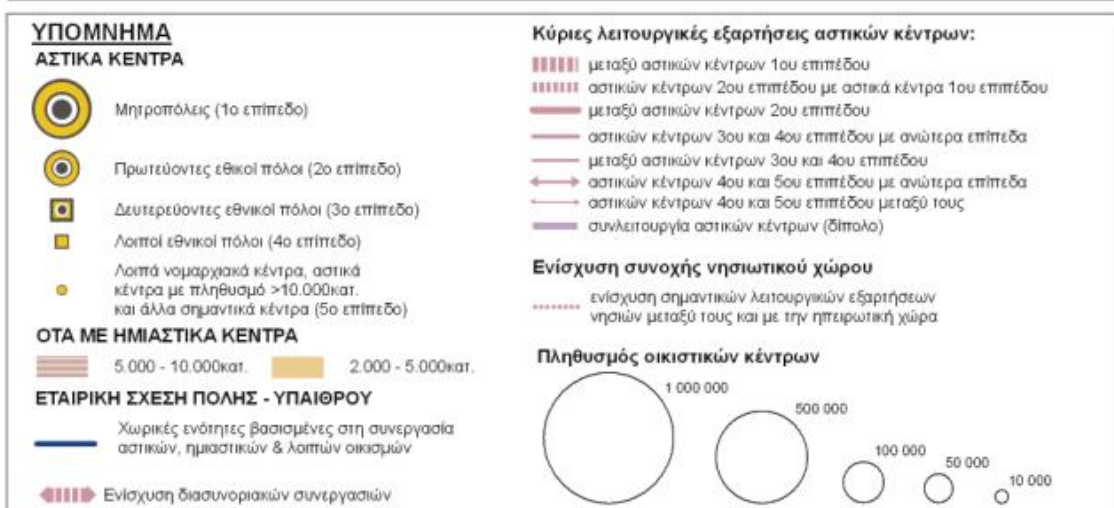 ΥΠΟΜΝΗΜΑ
ΑΣΤΙΚΑ ΚΕΝΤΡΑ
Μητροπόλεις (1ο επίπεδο)
Πρωτεύοντες εθικοί πόλοι (2ο επίπεδο)
Δευτερεύοντες εθνικοί πόλοι (3ο επίπεδο)
Λοιποί εθνικοί πόλοι (4ο επίπεδο)
Λοιπά νομαρχιακά κέντρα, αστικά
κέντρα με πληθυσμό >10.000κατ.
και άλλα σημαντικά κέντρα (5ο επίπεδο)
ΟΤΑ ΜΕ ΗΜΙΑΣΤΙΚΑ ΚΕΝΤΡΑ
5.000 - 10.000κατ.
2.000 - 5.000κατ.
ΕΤΑΙΡΙΚΗ ΣΧΕΣΗ ΠΟΛΗΣ - ΥΠΑΙΘΡΟΥ
Χωρικές ενότητες βασισμένες στη συνεργασία
αστικών, ημιαστικών & λοιπών οικισμών
Ενίσχυση διασυνοριακών συνεργασιών
Κύριες λειτουργικές εξαρτήσεις αστικών κέντρων:
μεταξύ αστικών κέντρων 1ου επιπέδου
αστικών κέντρων 2ου επιπέδου με αστικά κέντρα 1ου επιπέδου
μεταξύ αστικών κέντρων 2ου επιπέδου
αστικών κέντρων 3ου και 4ου επιπέδου με ανώτερα επίπεδα
μεταξύ αστικών κέντρων 3ου και 4ου επιπέδου
αστικών κέντρων 4ου και 5ου επιπέδου με ανώτερα επίπεδα
αστικών κέντρων 4ου και 5ου επιπέδου μεταξύ τους
συνλειτουργία αστικών κέντρων (δίπολο)
Ενίσχυση συνοχής νησιωτικού χώρου
ενίσχυση σημαντικών λειτουργικών εξαρτήσεων
νησιών μεταξύ τους και με την ηπειρωτική χώρα
Πληθυσμός οικιστικών κέντρων
1 000 000
500 000
100 000
50 000
10 000